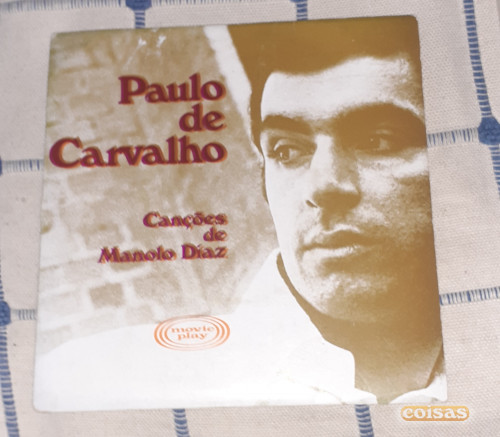 Paulo
de
Carvalho
Canções
de
Manolo Díaz
movie
play
coisas